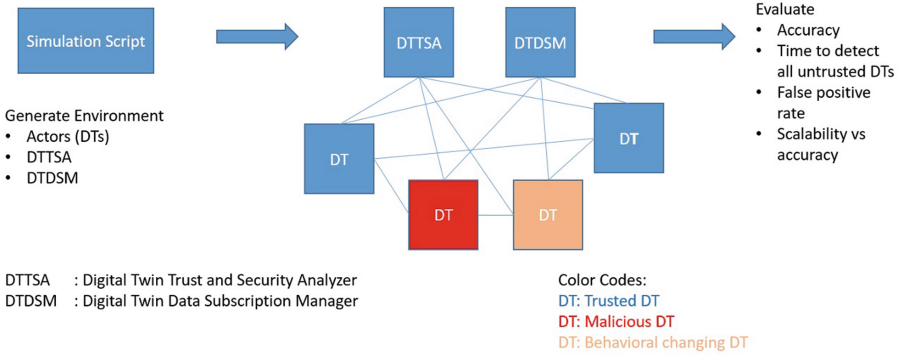 Simulation Script
Generate Environment
• Actors (DTs)
• DTTSA
• DTDSM
DTTSA
DTDSM
DT
DT
DT
DT
Evaluate
• Accuracy
• Time to detect
all untrusted DTs
• False positive
rate
• Scalability vs
accuracy
DTTSA : Digital Twin Trust and Security Analyzer
DTDSM : Digital Twin Data Subscription Manager
Color Codes:
DT: Trusted DT
DT: Malicious DT
DT: Behavioral changing DT